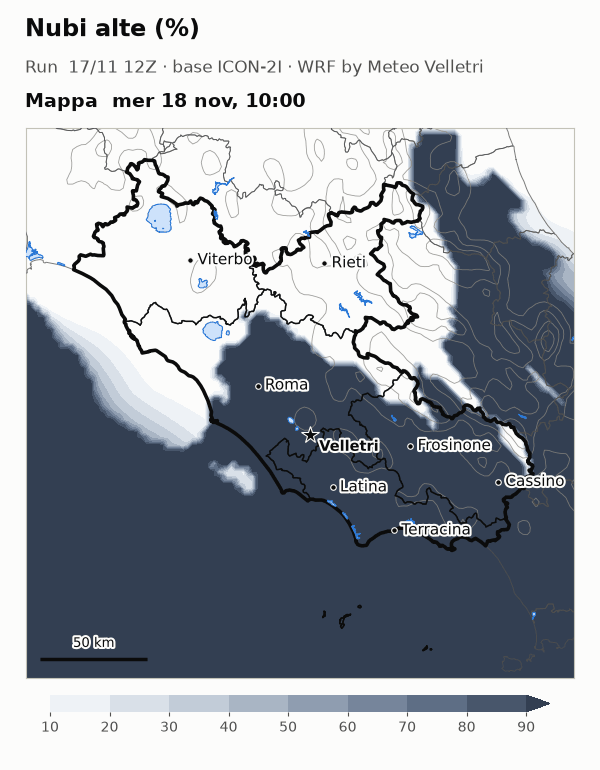 Nubi alte (%)
Run  17/11 12Z · base ICON-2I · WRF by Meteo Velletri
Mappa  mer 18 nov, 10:00
Viterbo
Rieti
Roma
Velletri
Frosinone
Cassino
Latina
Terracina
50 km
10 20 30 40 50 60 70 80 90